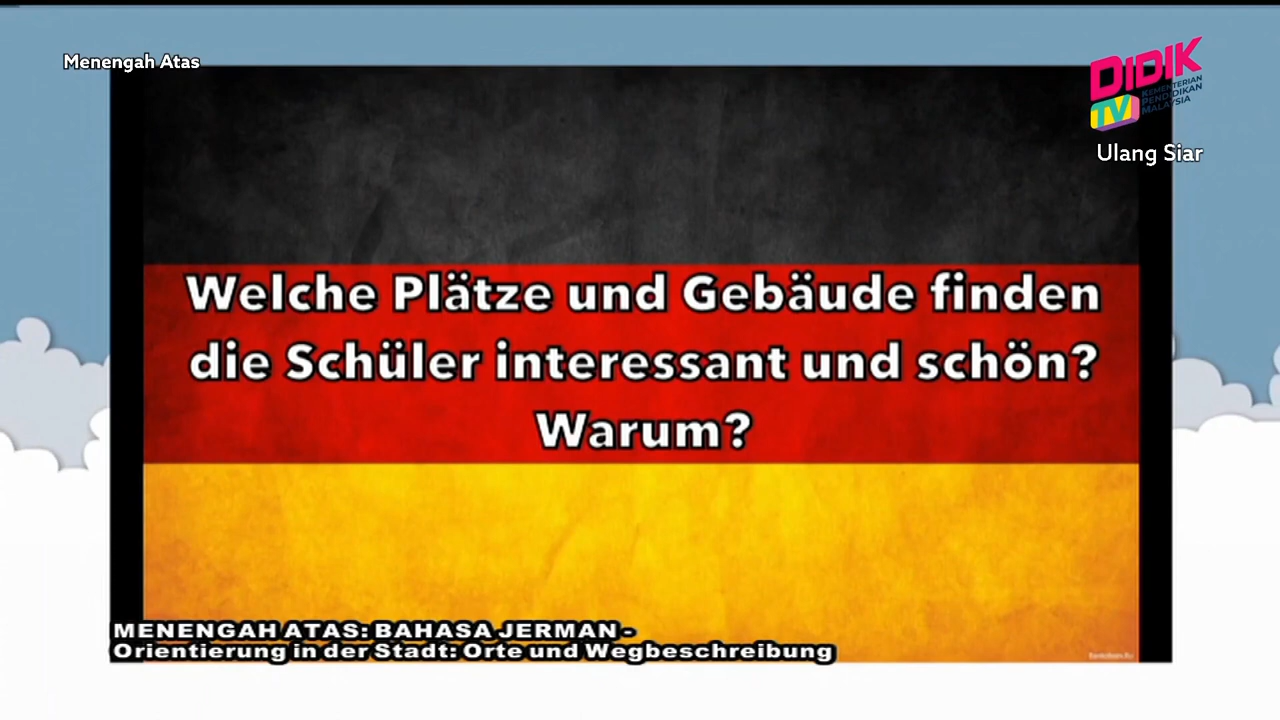 Menengah Atas
DIDIK
TV
KEMENTERIAN
PENDIDIKAN
MALAYSIA
Ulang Siar
Welche Plätze und Gebäude finden
die Schüler interessant und schön?
Warum?
MENENGAH ATAS: BAHASA JERMAN -
Orientierung in der Stadt: Orte und Wegbeschreibung